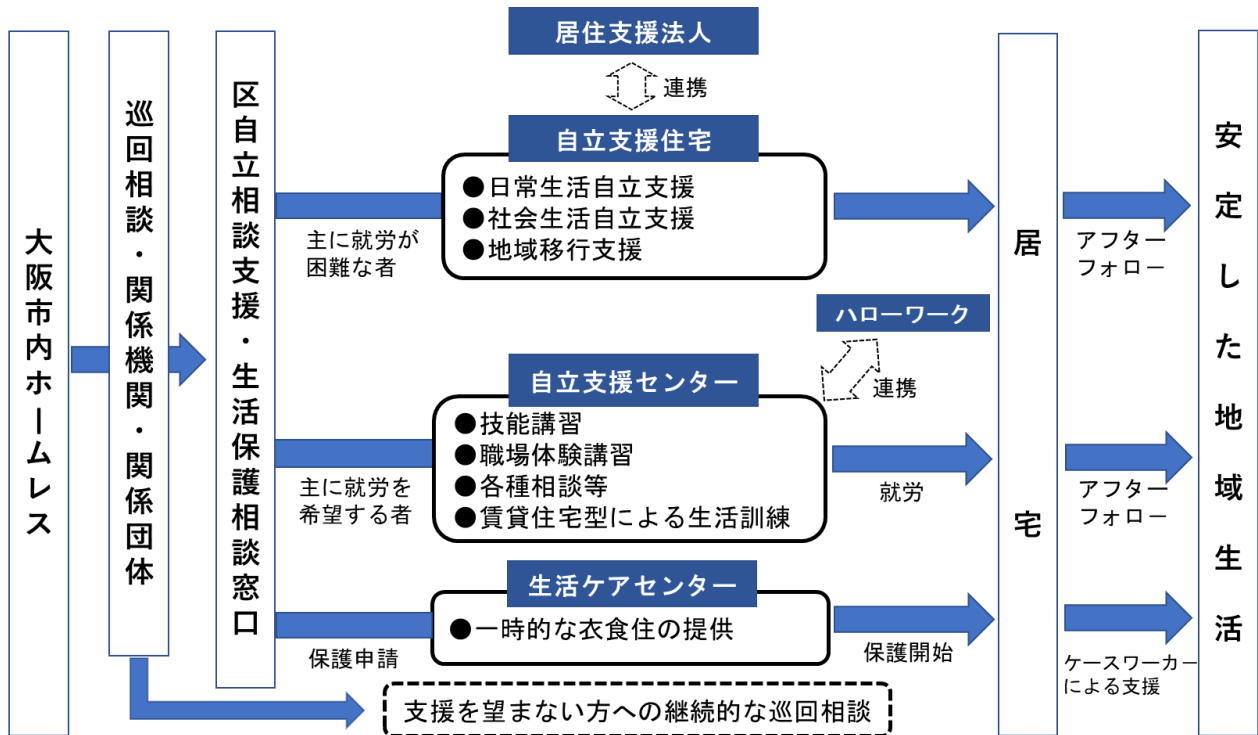 大阪市内ホームレス
巡回相談・関係機関・関係団体
区自立相談支援・生活保護相談窓口
居住支援法人
連携
自立支援住宅
●日常生活自立支援
●社会生活自立支援
●地域移行支援
主に就労が
困難な者
ハローワーク
連携
自立支援センター
●技能講習
●職場体験講習
●各種相談等
●賃貸住宅型による生活訓練
主に就労を
希望する者
就労
生活ケアセンター
●一時的な衣食住の提供
保護申請
保護開始
支援を望まない方への継続的な巡回相談
居宅
アフター
フォロー
アフター
フォロー
ケースワーカー
による支援
安定した地域生活